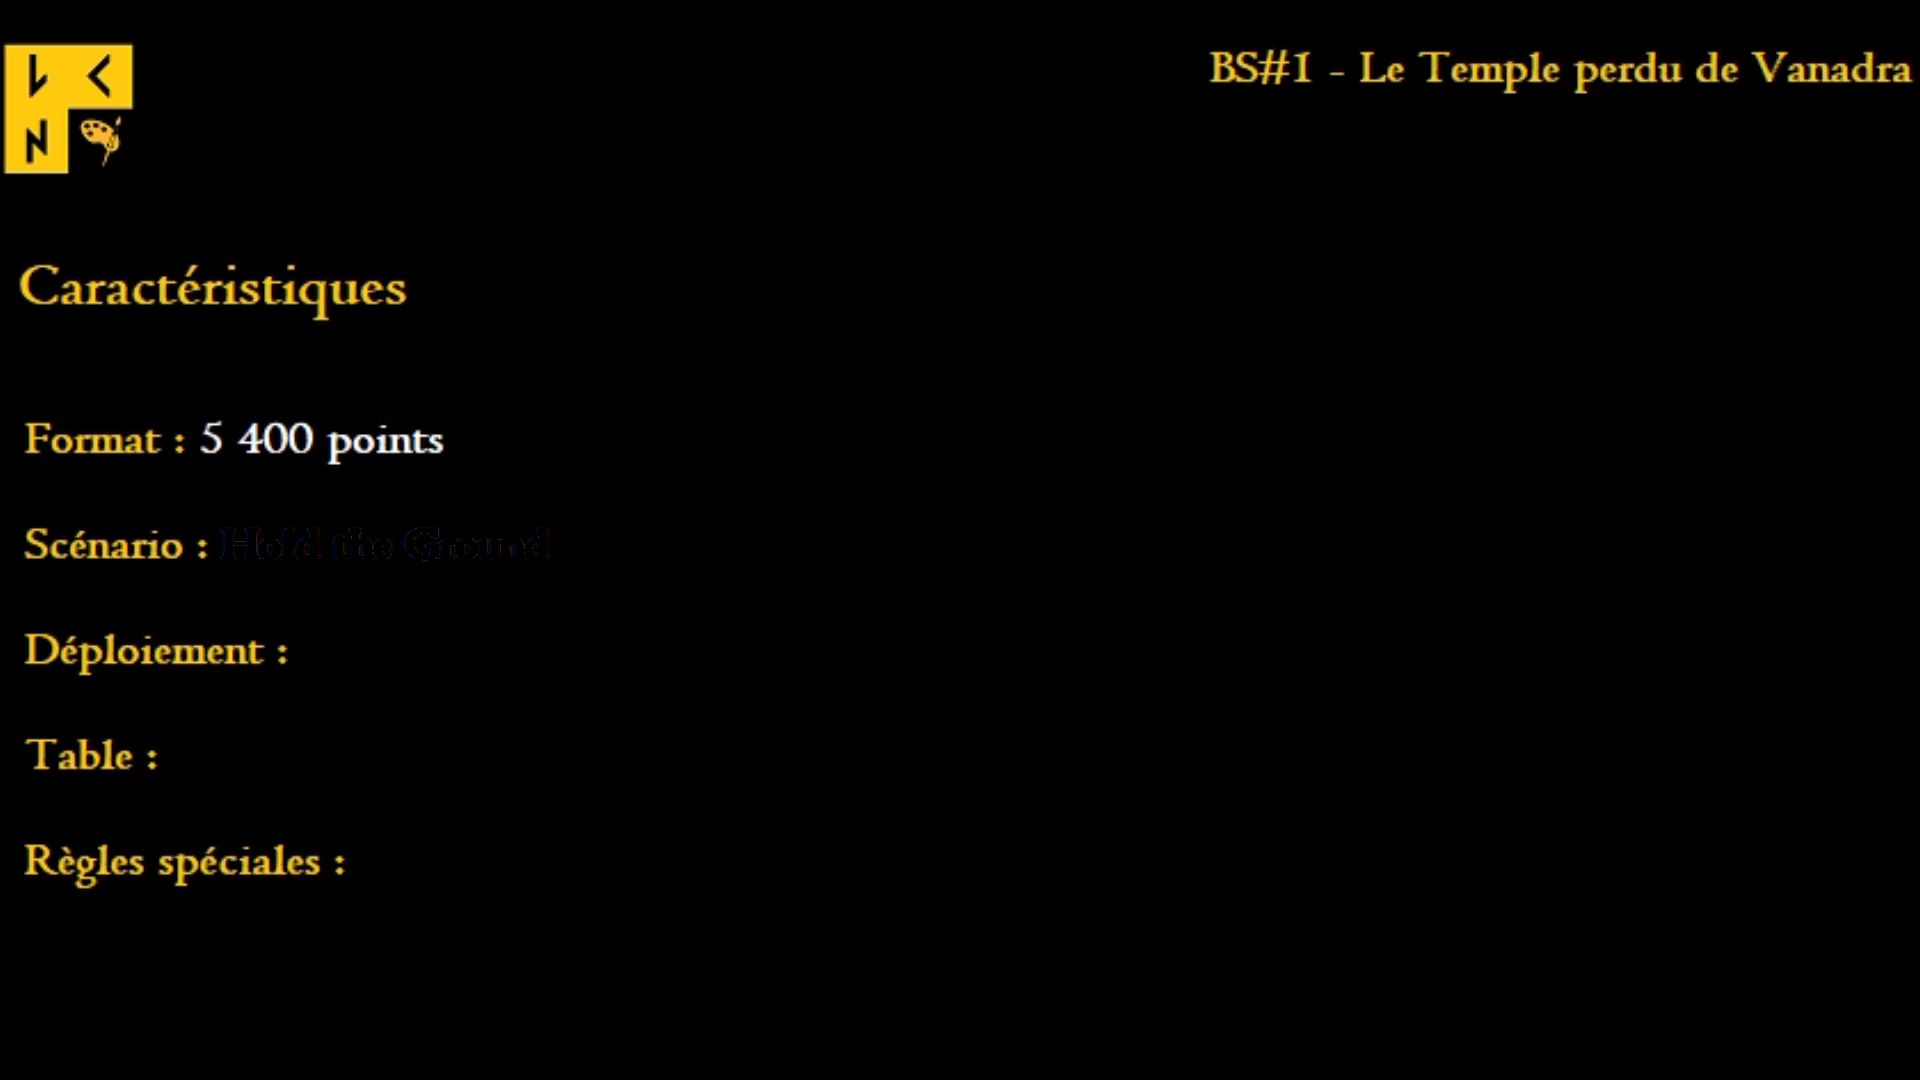 BS#1 - Le Temple perdu de Vanadra
Caractéristiques
Format : 5 400 points
Scénario : Hold the Ground
Déploiement :
Table :
Règles spéciales :